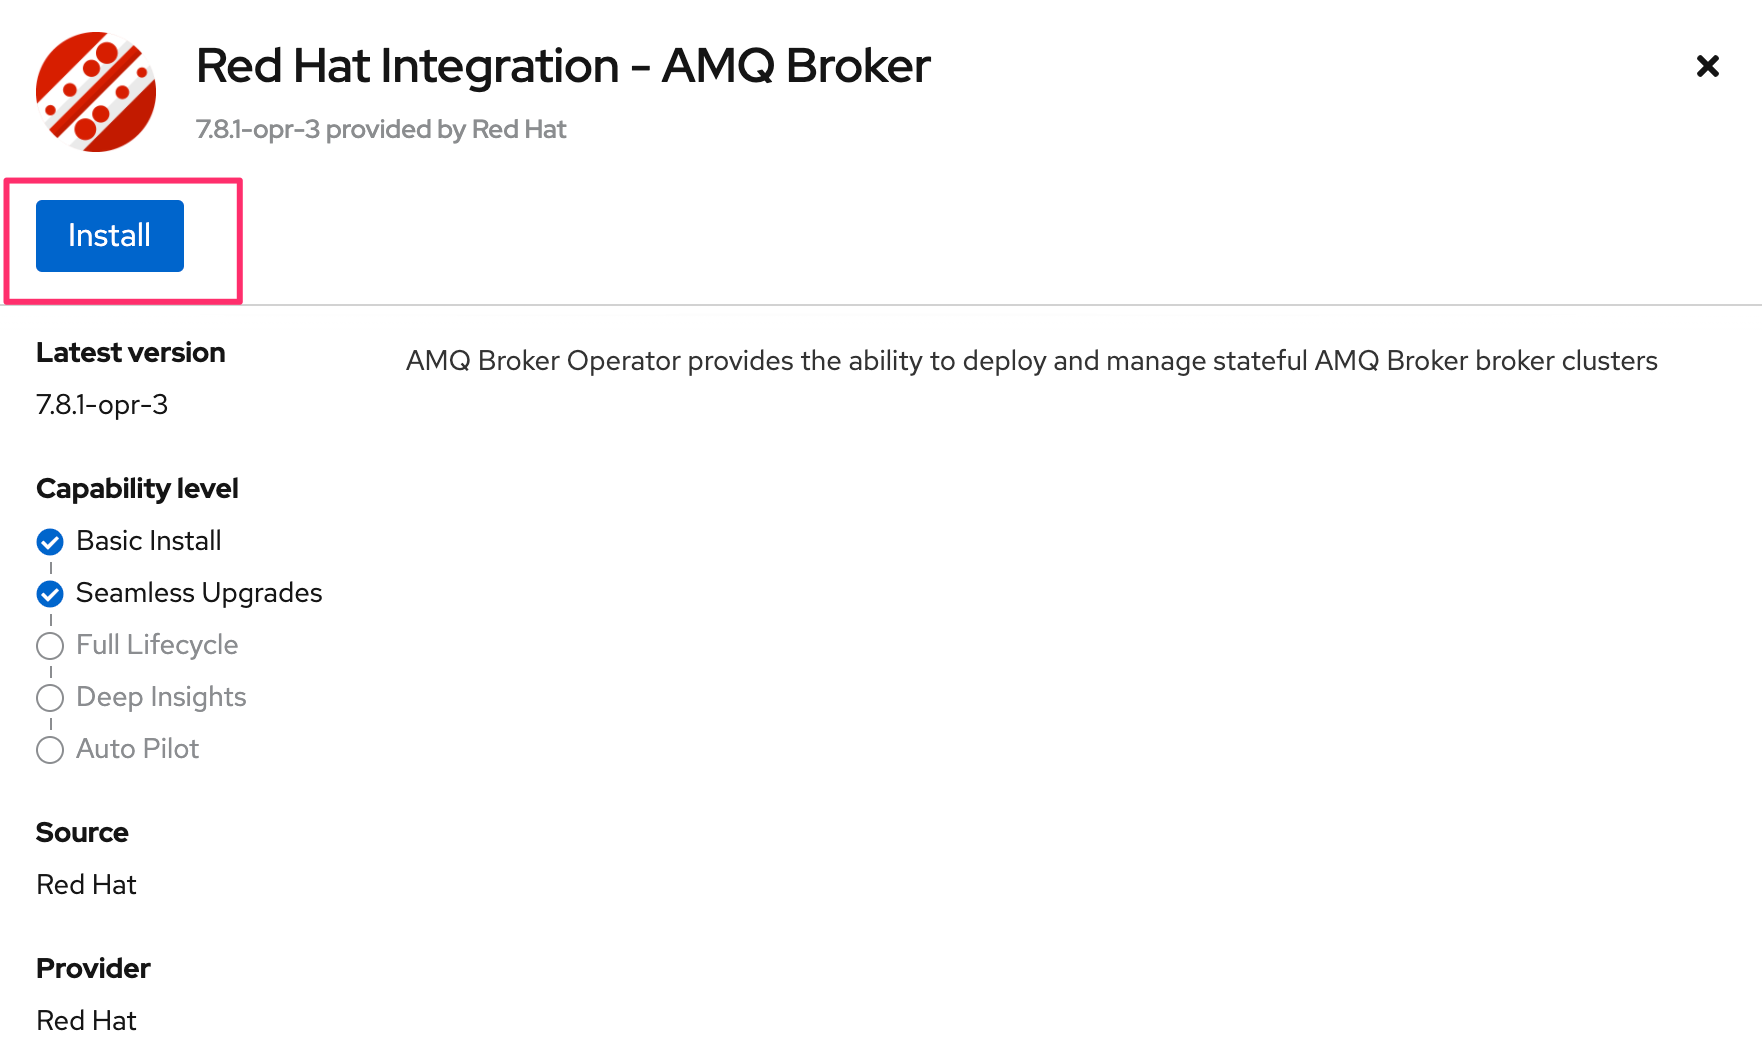 Red Hat Integration - AMQ Broker
7.8.1-opr-3 provided by Red Hat
Install
Latest version
7.8.1-opr-3
AMQ Broker Operator provides the ability to deploy and manage stateful AMQ Broker broker clusters
Capability level
Basic Install
Seamless Upgrades
Full Lifecycle
Deep Insights
Auto Pilot
Source
Red Hat
Provider
Red Hat